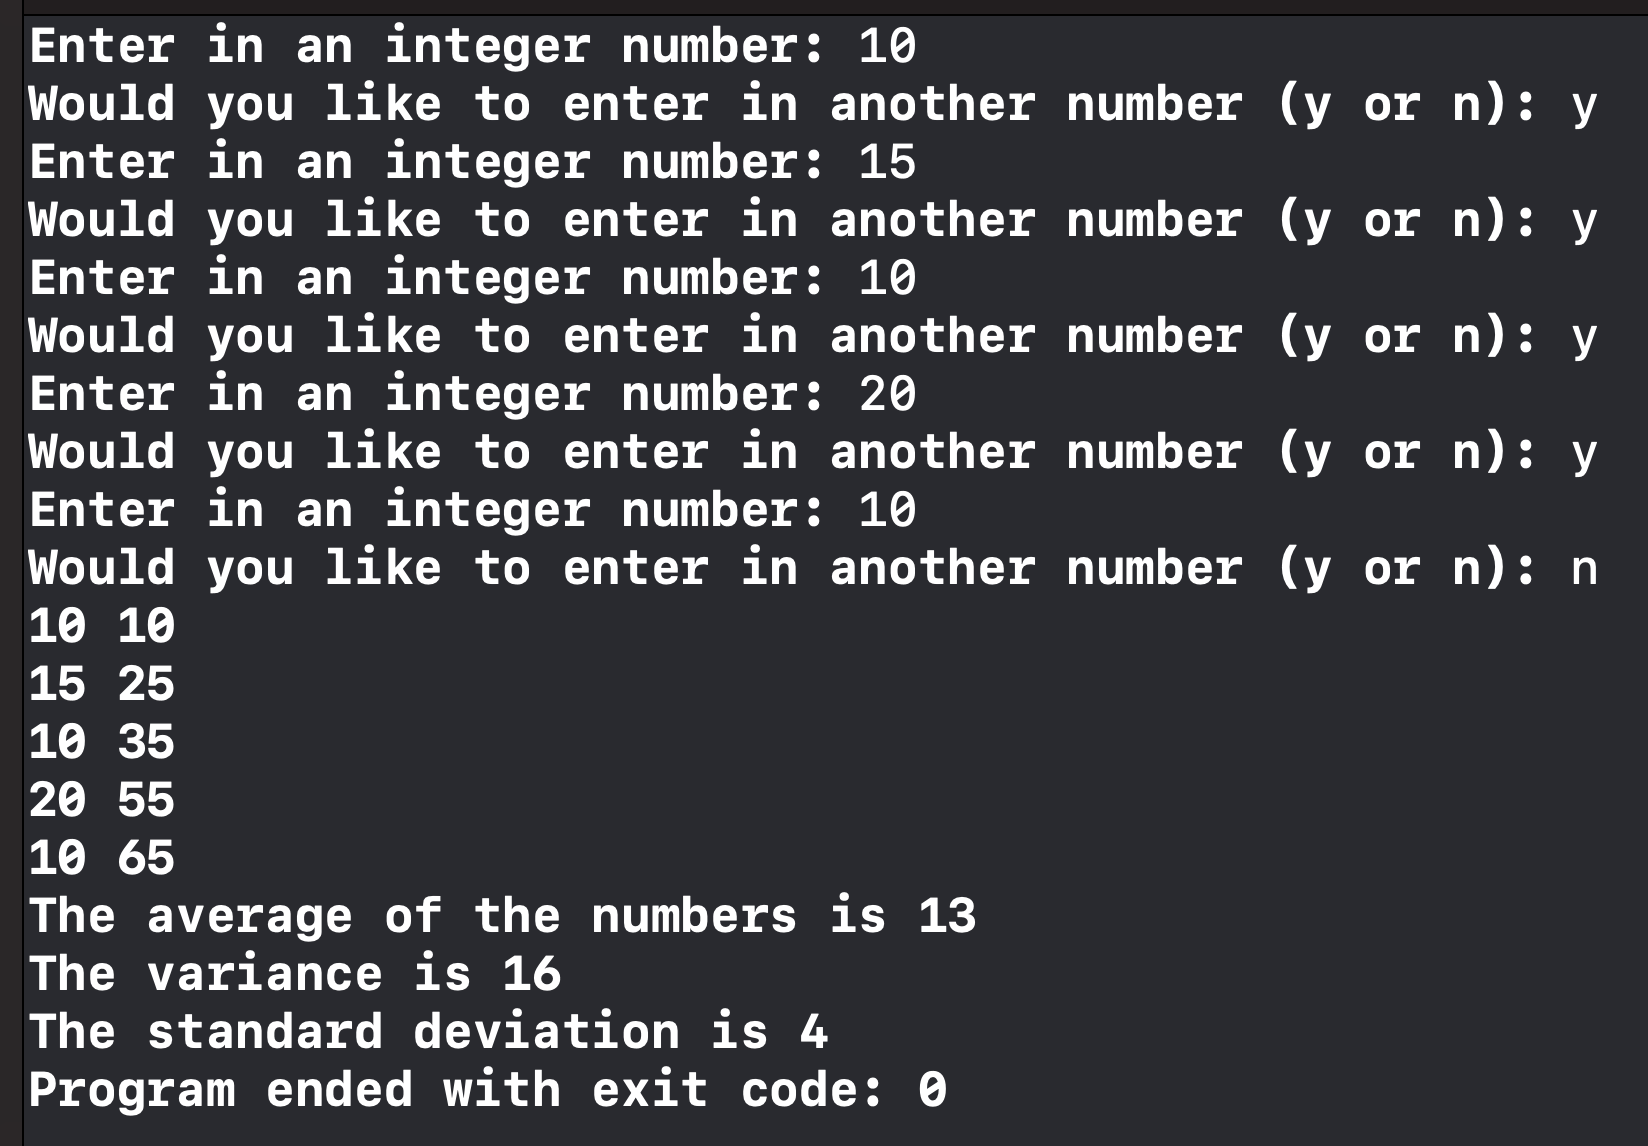 Enter in an integer number: 10
Would you like to enter in another number (y or n): y
Enter in an integer number: 15
Would you like to enter in another number (y or n): y
Enter in an integer number: 10
Would you like to enter in another number (y or n): y
Enter in an integer number: 20
Would you like to enter in another number (y or n): y
Enter in an integer number: 10
Would you like to enter in another number (y or n): n
10 10
15 25
10 35
20 55
10 65
The average of the numbers is 13
The variance is 16
The standard deviation is 4
Program ended with exit code: 0